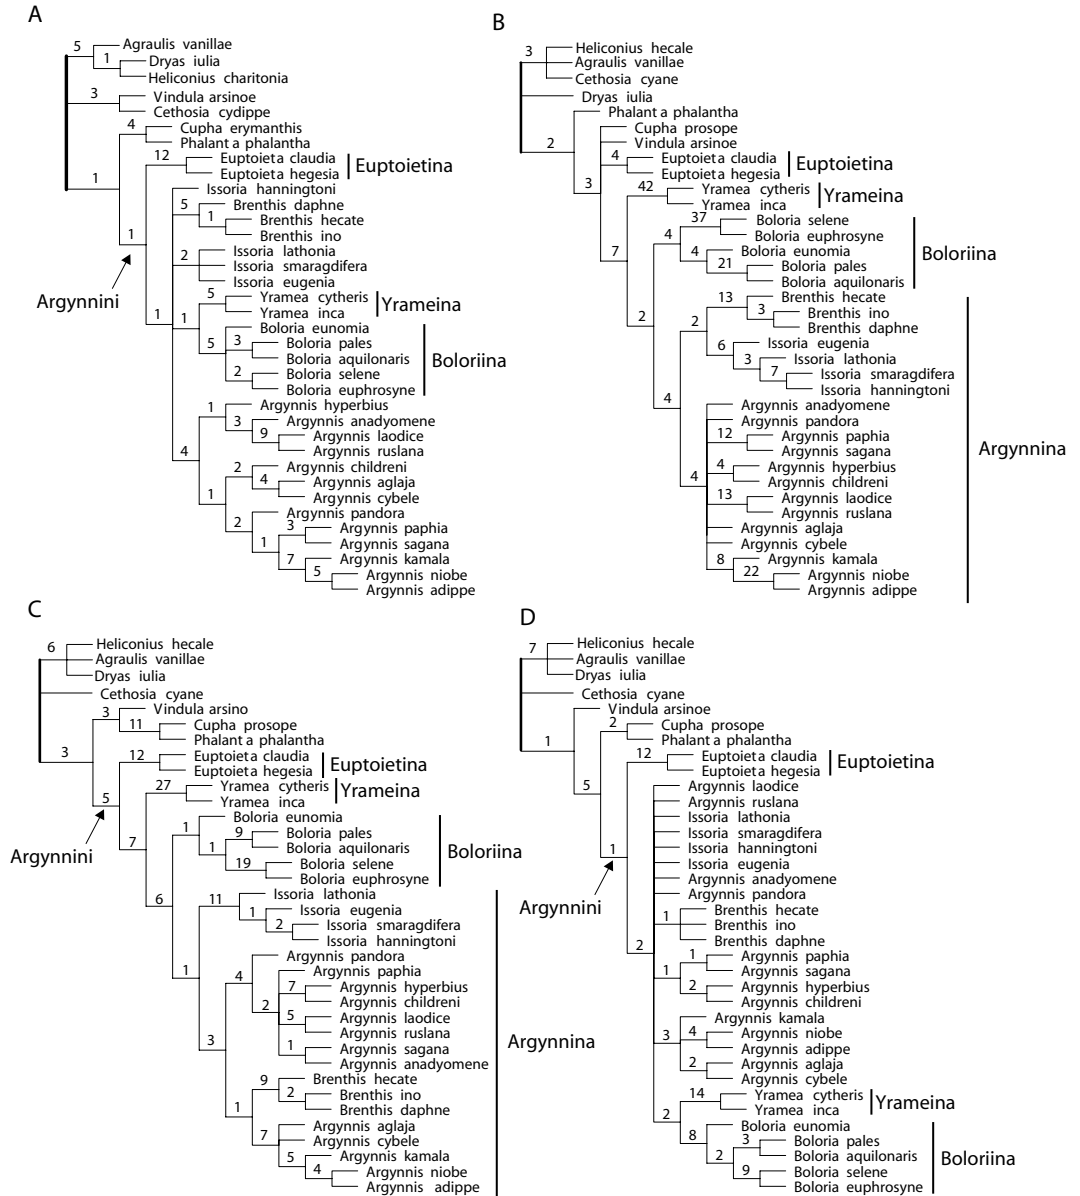 A
5
Agraulis vanillae
1
Dryas iulia
Heliconius charitonia
3
Vindula arsinoe
Cethosia cydippe
4
Cupha erymanthis
Phalant a phalantha
1
12
Euptoieta claudia
Euptoieta hegesia
Euptoietina
Issoria hanningtoni
5
Brenthis daphne
1
Brenthis hecate
Brenthis ino
1
Argynnini
2
Issoria lathonia
Issoria smaragdifera
Issoria eugenia
5
Yramea cytheris
Yramea inca
Yrameina
1
1
Boloria eunomia
5
3
Boloria pales
Boloria aquilonaris
2
Boloria selene
Boloria euphrosyne
Boloriina
1
Argynnis hyperbius
3
Argynnis anadyomene
9
Argynnis laodice
Argynnis ruslana
4
2
Argynnis childreni
4
Argynnis aglaja
Argynnis cybele
1
Argynnis pandora
2
3
Argynnis paphia
Argynnis sagana
1
7
Argynnis kamala
5
Argynnis niobe
Argynnis adippe
B
3
Heliconius hecale
Agraulis vanillae
Cethosia cyane
Dryas iulia
Phalant a phalantha
2
Cupha prosope
Vindula arsinoe
4
Euptoieta claudia
Euptoieta hegesia
Euptoietina
3
42
Yramea cytheris
Yramea inca
Yrameina
37
Boloria selene
Boloria euphrosyne
4
4
Boloria eunomia
21
Boloria pales
Boloria aquilonaris
Boloriina
7
13
Brenthis hecate
3
Brenthis ino
Brenthis daphne
2
2
6
Issoria eugenia
3
Issoria lathonia
7
Issoria smaragdifera
Issoria hanningtoni
4
Argynnis anadyomene
Argynnis pandora
12
Argynnis paphia
Argynnis sagana
Argynnina
4
4
Argynnis hyperbius
Argynnis childreni
13
Argynnis laodice
Argynnis ruslana
Argynnis aglaja
Argynnis cybele
8
Argynnis kamala
22
Argynnis niobe
Argynnis adippe
C
6
Heliconius hecale
Agraulis vanillae
Dryas iulia
Cethosia cyane
3
Vindula arsino
11
Cupha prosope
Phalant a phalantha
3
12
Euptoieta claudia
Euptoieta hegesia
Euptoietina
5
27
Yramea cytheris
Yramea inca
Yrameina
Argynnini
7
1
Boloria eunomia
9
Boloria pales
1
Boloria aquilonaris
19
Boloria selene
Boloria euphrosyne
Boloriina
6
11
Issoria lathonia
1
Issoria eugenia
2
Issoria smaragdifera
Issoria hanningtoni
1
Argynnis pandora
4
Argynnis paphia
7
Argynnis hyperbius
Argynnis childreni
2
5
Argynnis laodice
Argynnis ruslana
3
1
Argynnis sagana
Argynnis anadyomene
Argynnina
9
Brenthis hecate
2
Brenthis ino
Brenthis daphne
1
7
Argynnis aglaja
Argynnis cybele
5
Argynnis kamala
4
Argynnis niobe
Argynnis adippe
D
7
Heliconius hecale
Agraulis vanillae
Dryas iulia
Cethosia cyane
Vindula arsinoe
1
2
Cupha prosope
Phalant a phalantha
12
Euptoieta claudia
Euptoieta hegesia
Euptoietina
5
Argynnis laodice
Argynnis ruslana
Issoria lathonia
Issoria smaragdifera
1
Issoria hanningtoni
Issoria eugenia
Argynnini
Argynnis anadyomene
Argynnis pandora
1
Brenthis hecate
Brenthis ino
Brenthis daphne
2
1
Argynnis paphia
1
Argynnis sagana
2
Argynnis hyperbius
Argynnis childreni
Argynnis kamala
3
4
Argynnis niobe
Argynnis adippe
2
Argynnis aglaja
Argynnis cybele
14
Yramea cytheris
Yramea inca
Yrameina
2
8
Boloria eunomia
3
Boloria pales
2
Boloria aquilonaris
9
Boloria selene
Boloria euphrosyne
Boloriina